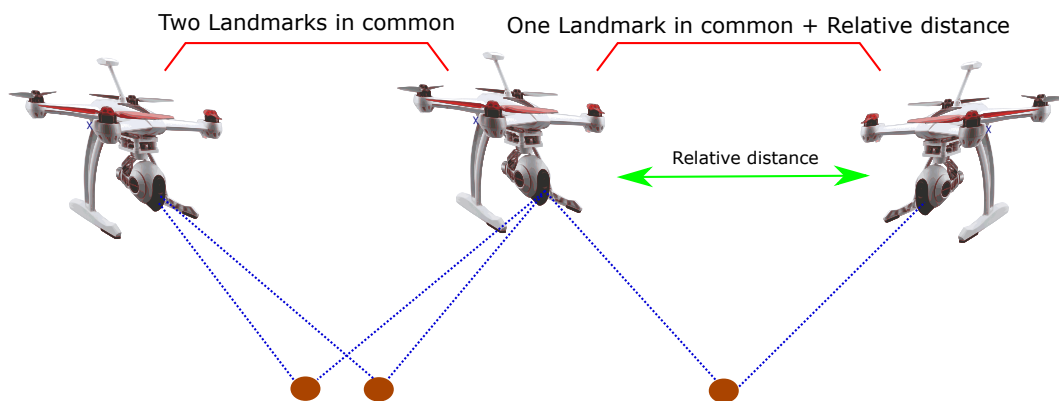 Two Landmarks in common
One Landmark in common + Relative distance
Relative distance